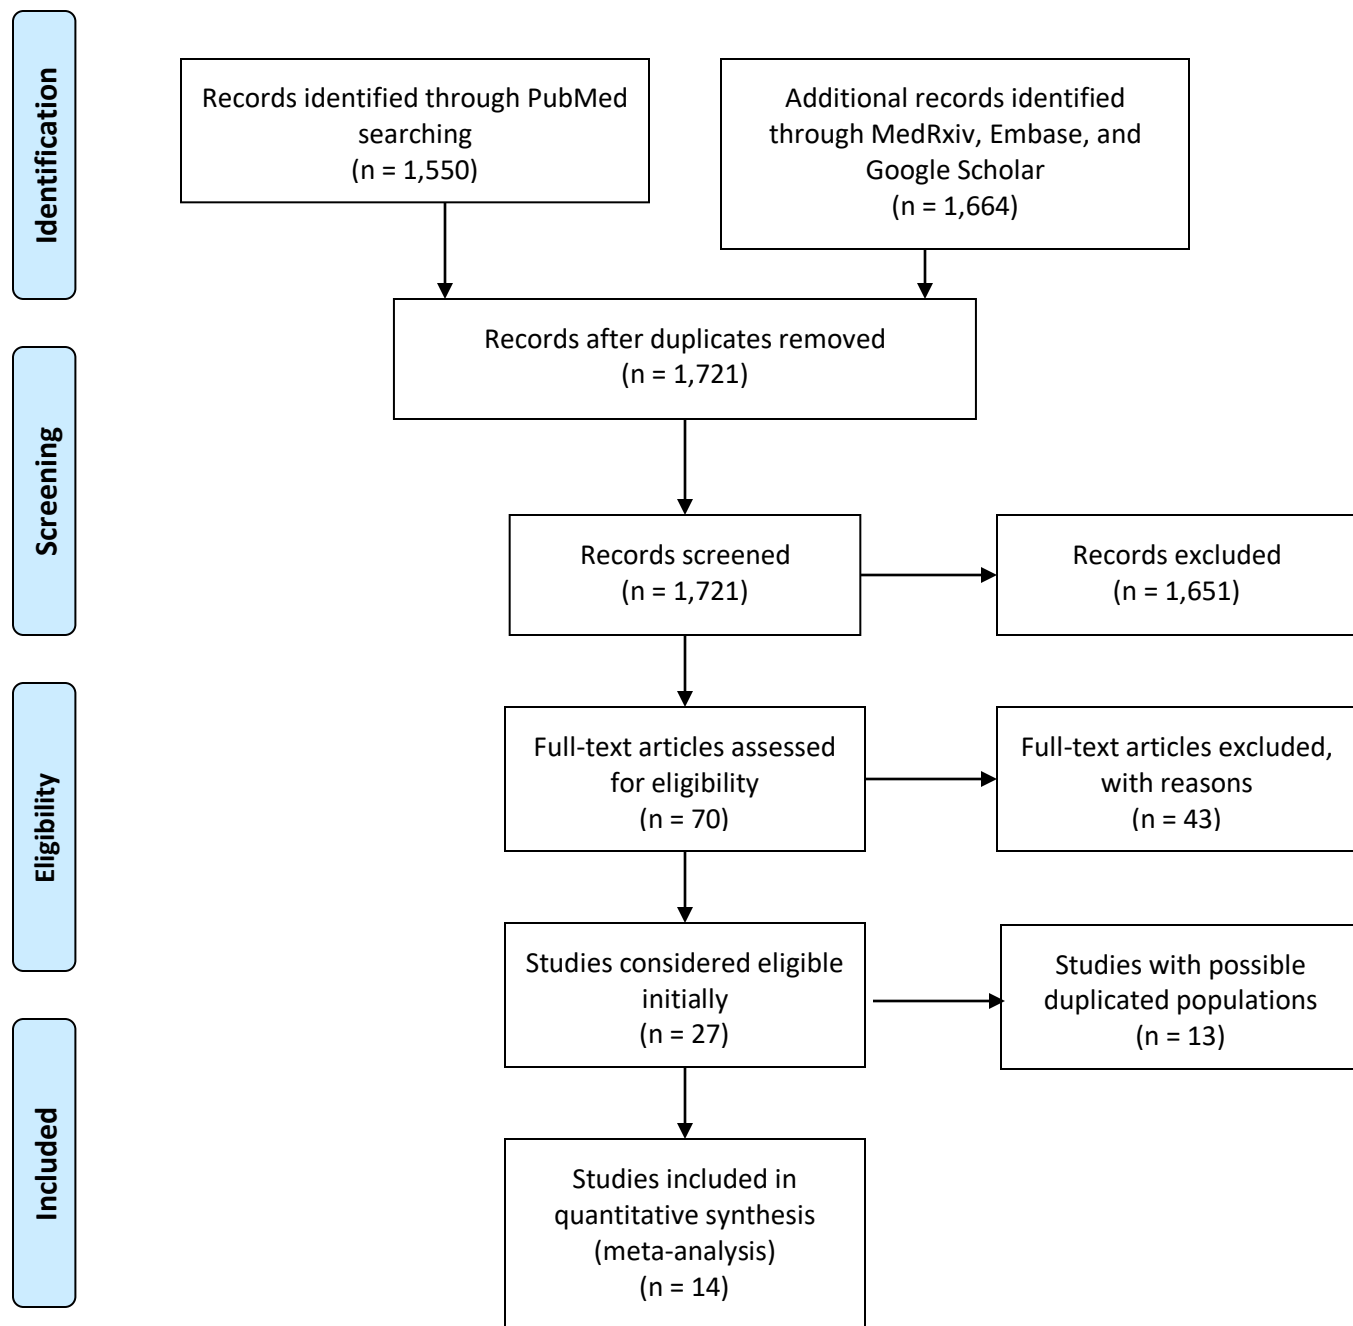 Identification
Records identified through PubMed
searching
(n = 1,550)
Additional records identified
through MedRxiv, Embase, and
Google Scholar
(n = 1,664)
Records after duplicates removed
(n = 1,721)
Screening
Records screened
(n = 1,721)
Records excluded
(n = 1,651)
Eligibility
Full-text articles assessed
for eligibility
(n = 70)
Full-text articles excluded,
with reasons
(n = 43)
Studies considered eligible
initially
(n = 27)
Studies with possible
duplicated populations
(n = 13)
Included
Studies included in
quantitative synthesis
(meta-analysis)
(n = 14)